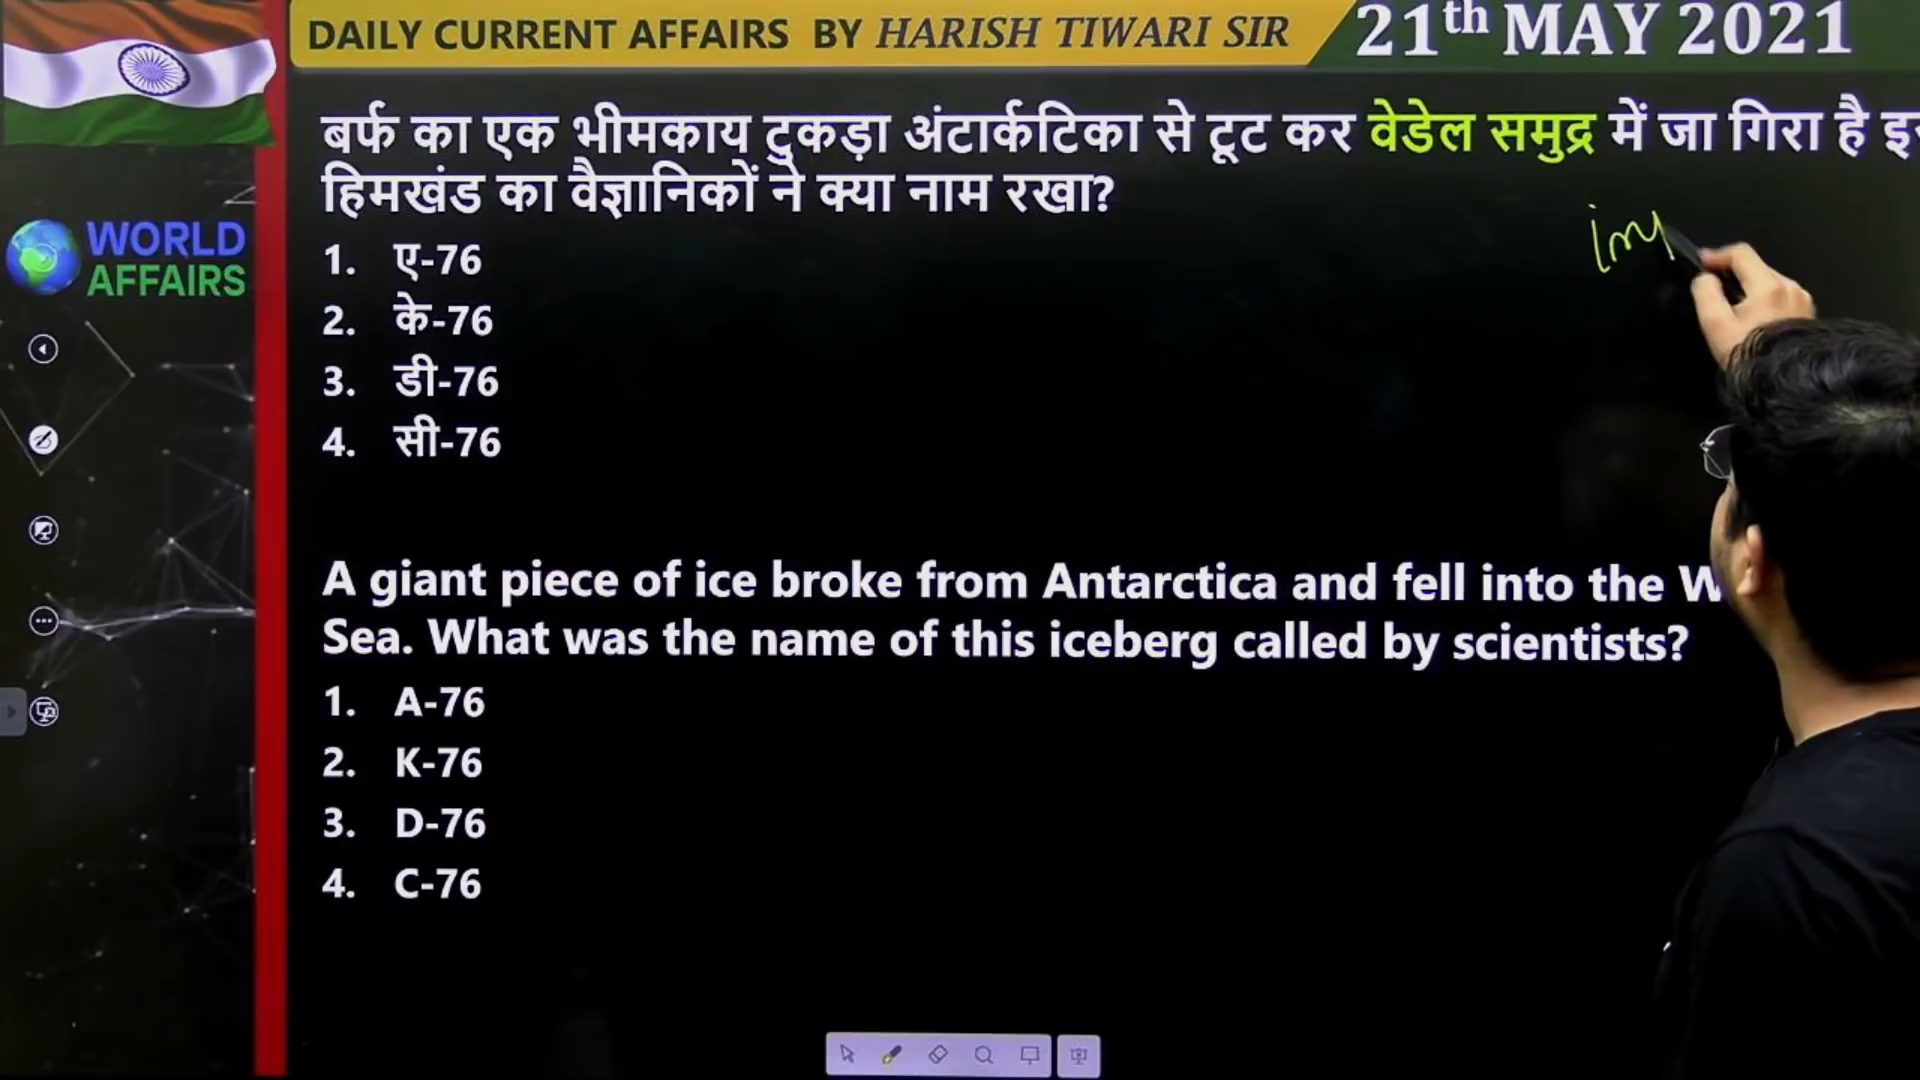 DAILY CURRENT AFFAIRS BY HARISH TIWARI SIR
21th MAY 2021
बर्फ का एक भीमकाय टुकड़ा अंटार्कटिका से टूट कर वेडेल समुद्र में जा गिरा है
हिमखंड का वैज्ञानिकों ने क्या नाम रखा?
WORLD
AFFAIRS
1. ए-76
2. के-76
3. डी-76
4. सी-76
A giant piece of ice broke from Antarctica and fell into the
Sea. What was the name of this iceberg called by scientists?
1. A-76
2. K-76
3. D-76
4. C-76